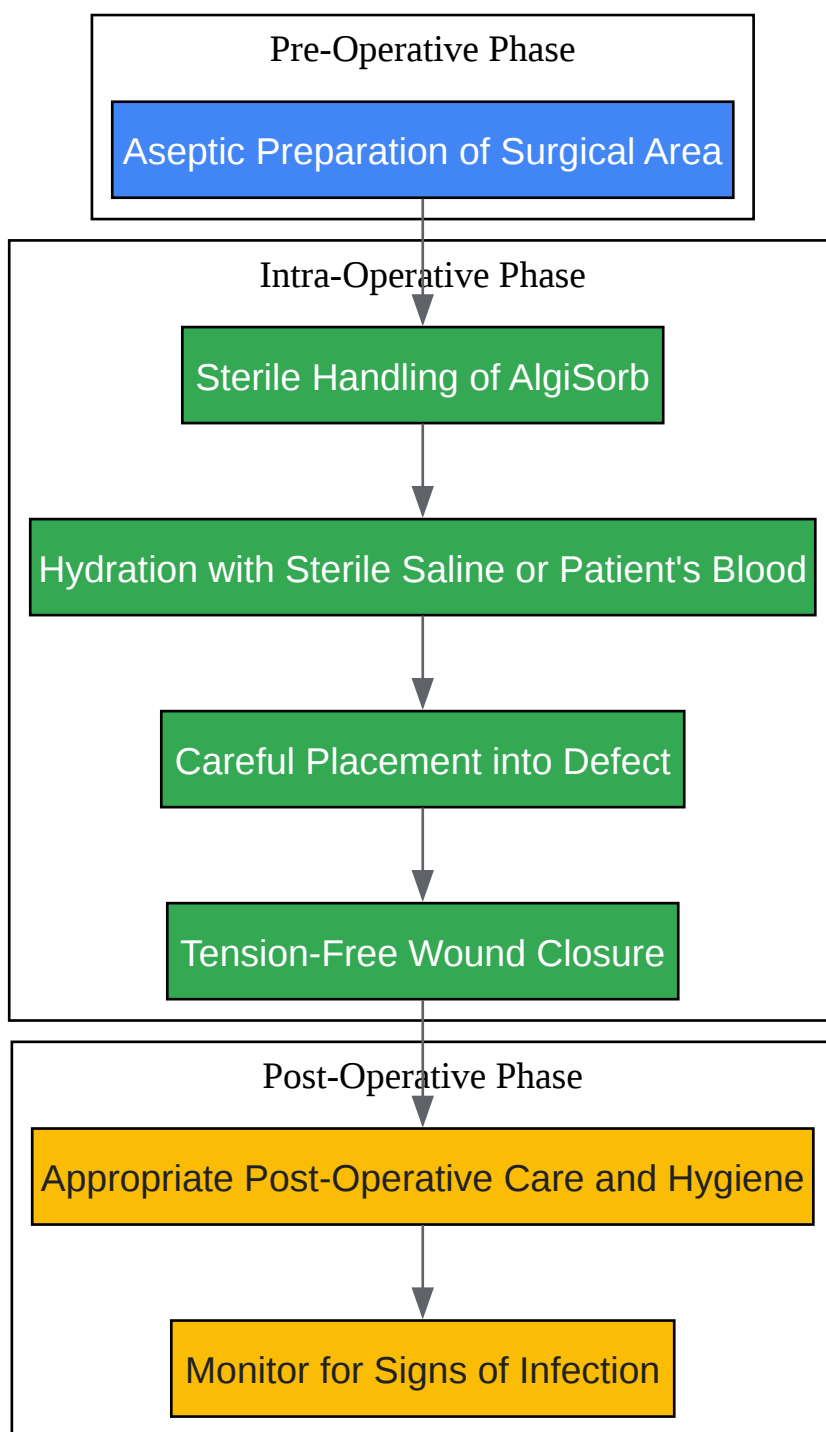 Pre-Operative Phase
Aseptic Preparation of Surgical Area
Intra-Operative Phase
Sterile Handling of AlgiSorb
Hydration with Sterile Saline or Patient's Blood
Careful Placement into Defect
Tension-Free Wound Closure
Post-Operative Phase
Appropriate Post-Operative Care and Hygiene
Monitor for Signs of Infection